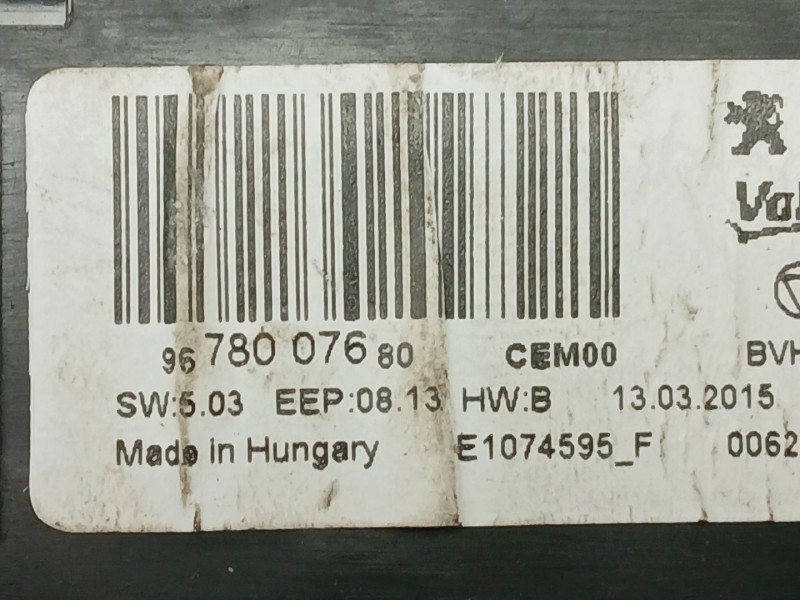 Va
96 780 076 80 CEM00 BVH
SW:5.03 EEP:08.13 HW:B 13.03.2015
Made in Hungary E1074595_F 0062